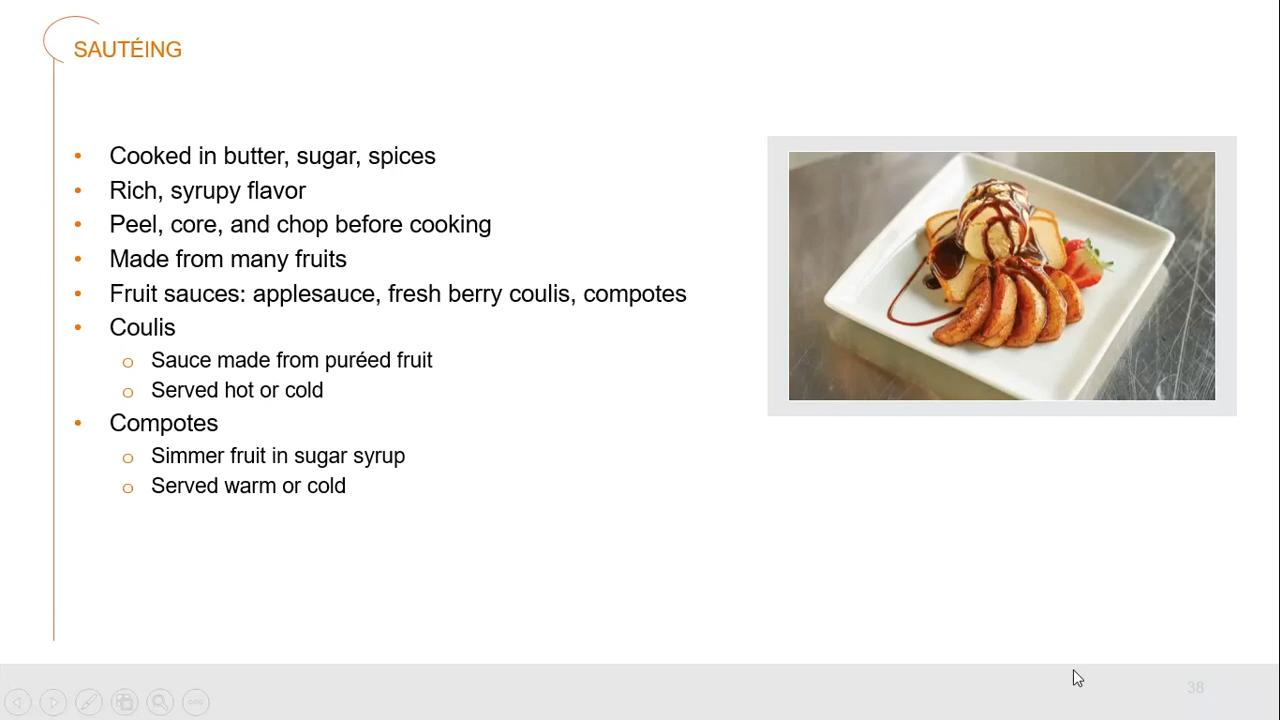 SAUTÉING
• Cooked in butter, sugar, spices
• Rich, syrupy flavor
• Peel, core, and chop before cooking
• Made from many fruits
• Fruit sauces: applesauce, fresh berry coulis, compotes
• Coulis
o Sauce made from puréed fruit
o Served hot or cold
• Compotes
o Simmer fruit in sugar syrup
o Served warm or cold
38